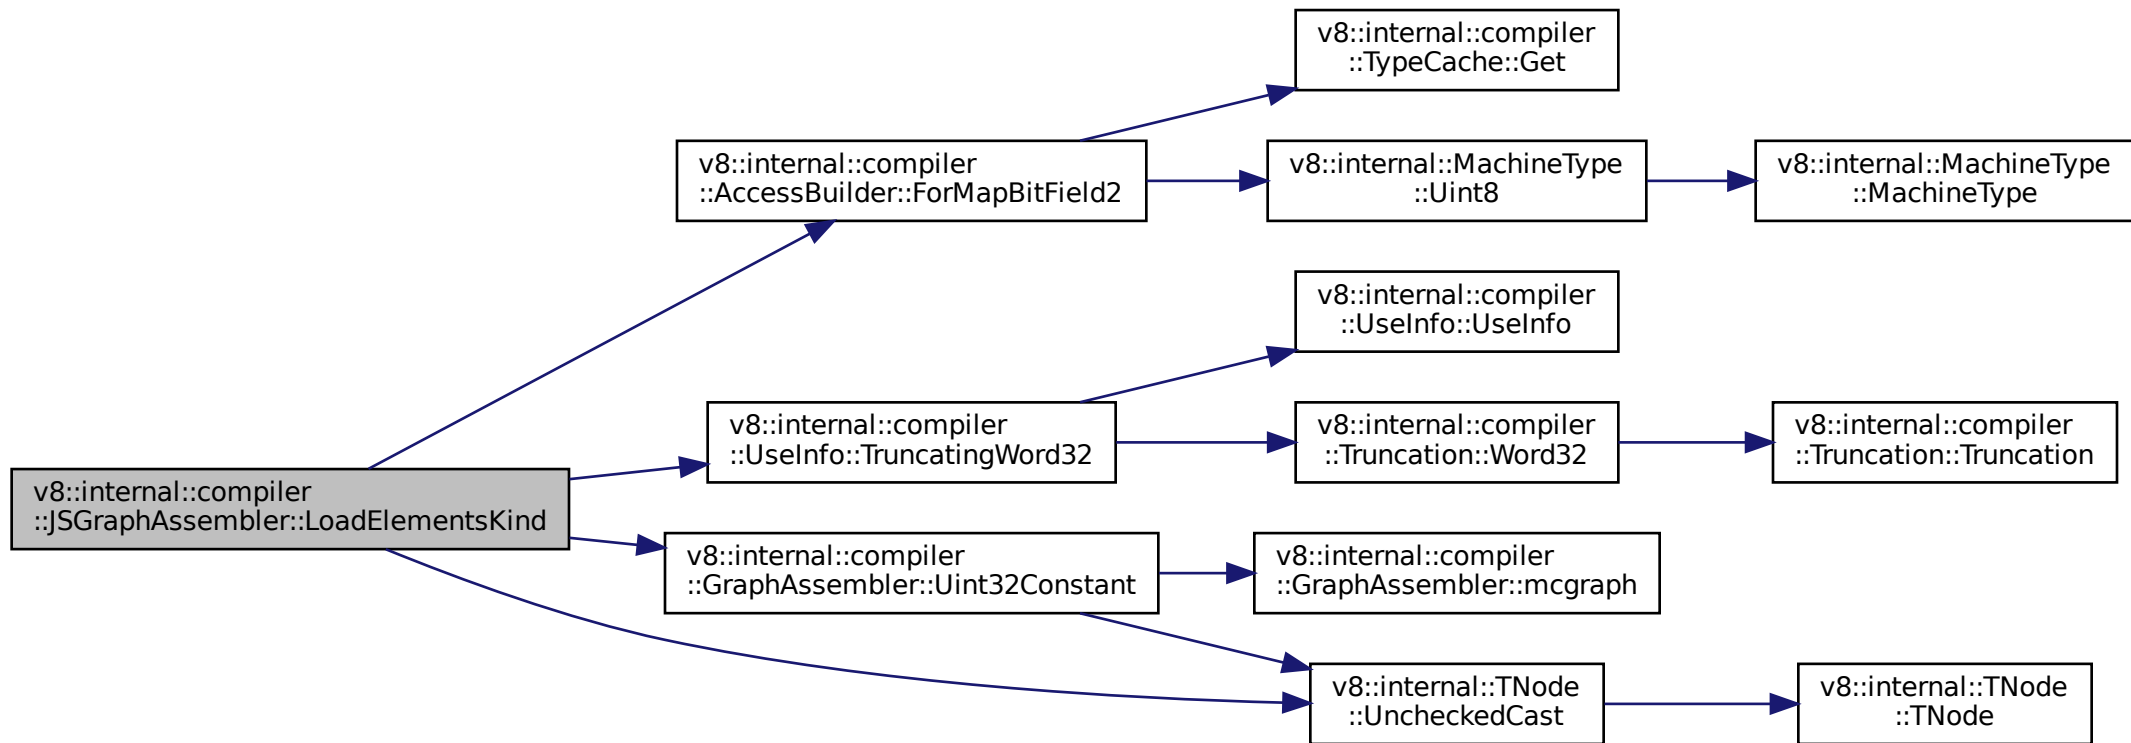 v8::internal::compiler
::TypeCache::Get
v8::internal::compiler
::AccessBuilder::ForMapBitField2
v8::internal::MachineType
::Uint8
v8::internal::MachineType
::MachineType
v8::internal::compiler
::UseInfo::UseInfo
v8::internal::compiler
::UseInfo::TruncatingWord32
v8::internal::compiler
::Truncation::Word32
v8::internal::compiler
::Truncation::Truncation
v8::internal::compiler
::JSGraphAssembler::LoadElementsKind
v8::internal::compiler
::GraphAssembler::Uint32Constant
v8::internal::compiler
::GraphAssembler::mcgraph
v8::internal::TNode
::UncheckedCast
v8::internal::TNode
::TNode